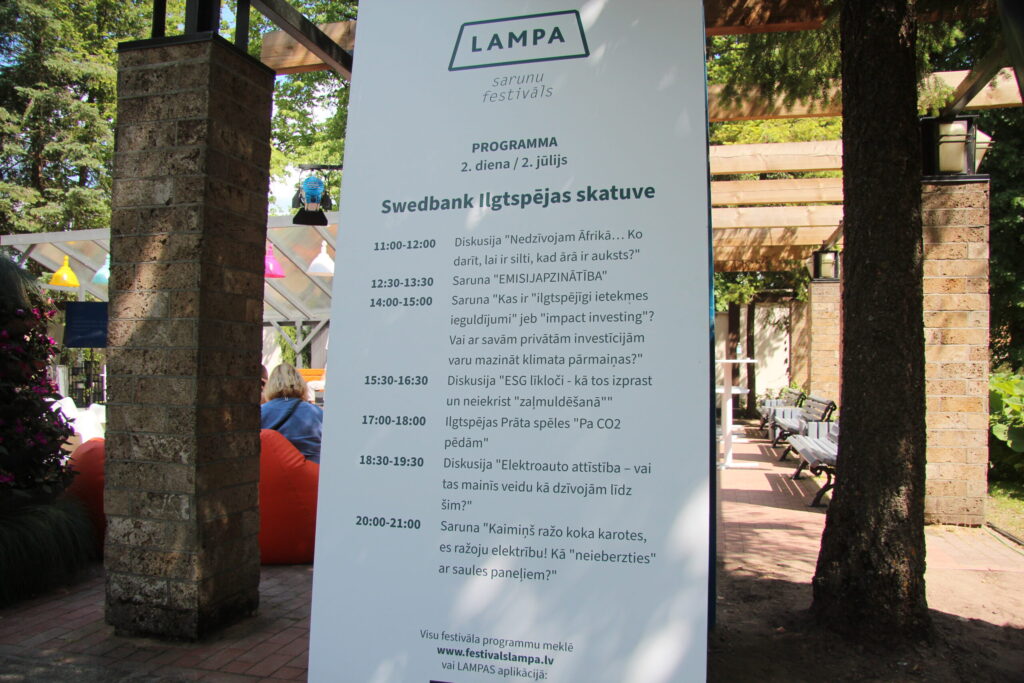 LAMPA
sarunu
festivāls
PROGRAMMA
2. diena / 2. jūlijs
Swedbank Ilgtspējas skatuve
11:00-12:00 Diskusija "Nedzīvojam Āfrikā... Ko
darīt, lai ir silti, kad ārā ir auksts?"
12:30-13:30 Saruna "EMISIJAPZINĀTĪBA"
14:00-15:00 Saruna "Kas ir "ilgtspējīgi ietekmes
ieguldījumi" jeb "impact investing"?
Vai ar savām privātām investīcijām
varu mazināt klimata pārmaiņas?"
15:30-16:30 Diskusija "ESG līkloči - kā tos izprast
un neiekrist "zaļmuldēšanā""
17:00-18:00 Ilgtspējas Prāta spēles "Pa CO2
pēdām"
18:30-19:30 Diskusija "Elektroauto attīstība – vai
tas mainīs veidu kā dzīvojām līdz
šim?"
20:00-21:00 Saruna "Kaimiņš ražo koka karotes,
es ražoju elektrību! Kā "neieberzties"
ar saules paneļiem?"
Visu festivāla programmu meklē
www.festivalslampa.lv
vai LAMPAS aplikācijā: